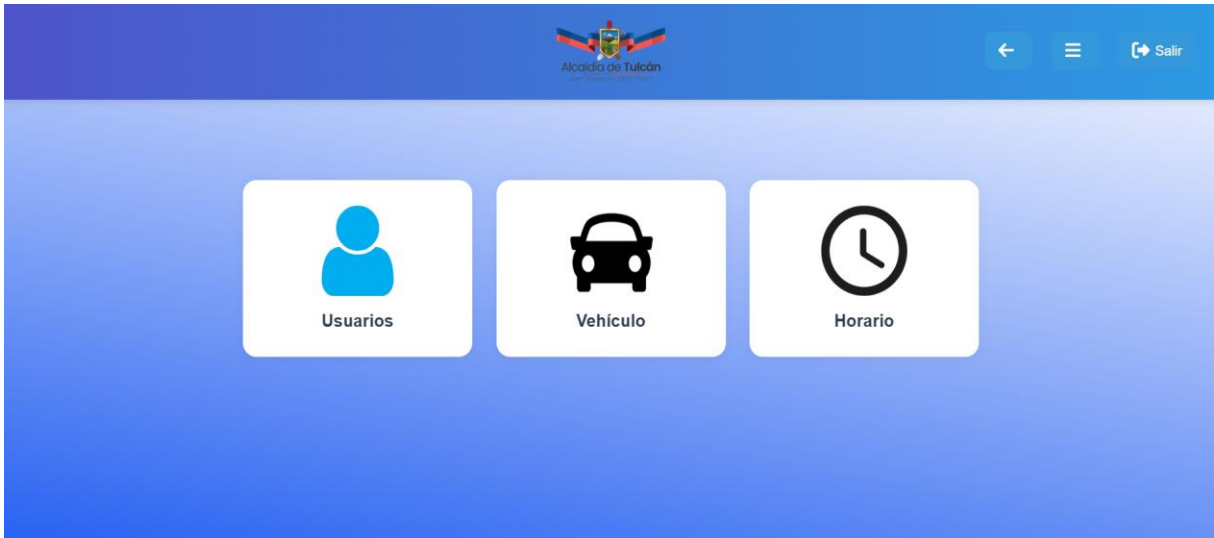 Alcaldía de Tulcán
Salir
Usuarios
Vehículo
Horario